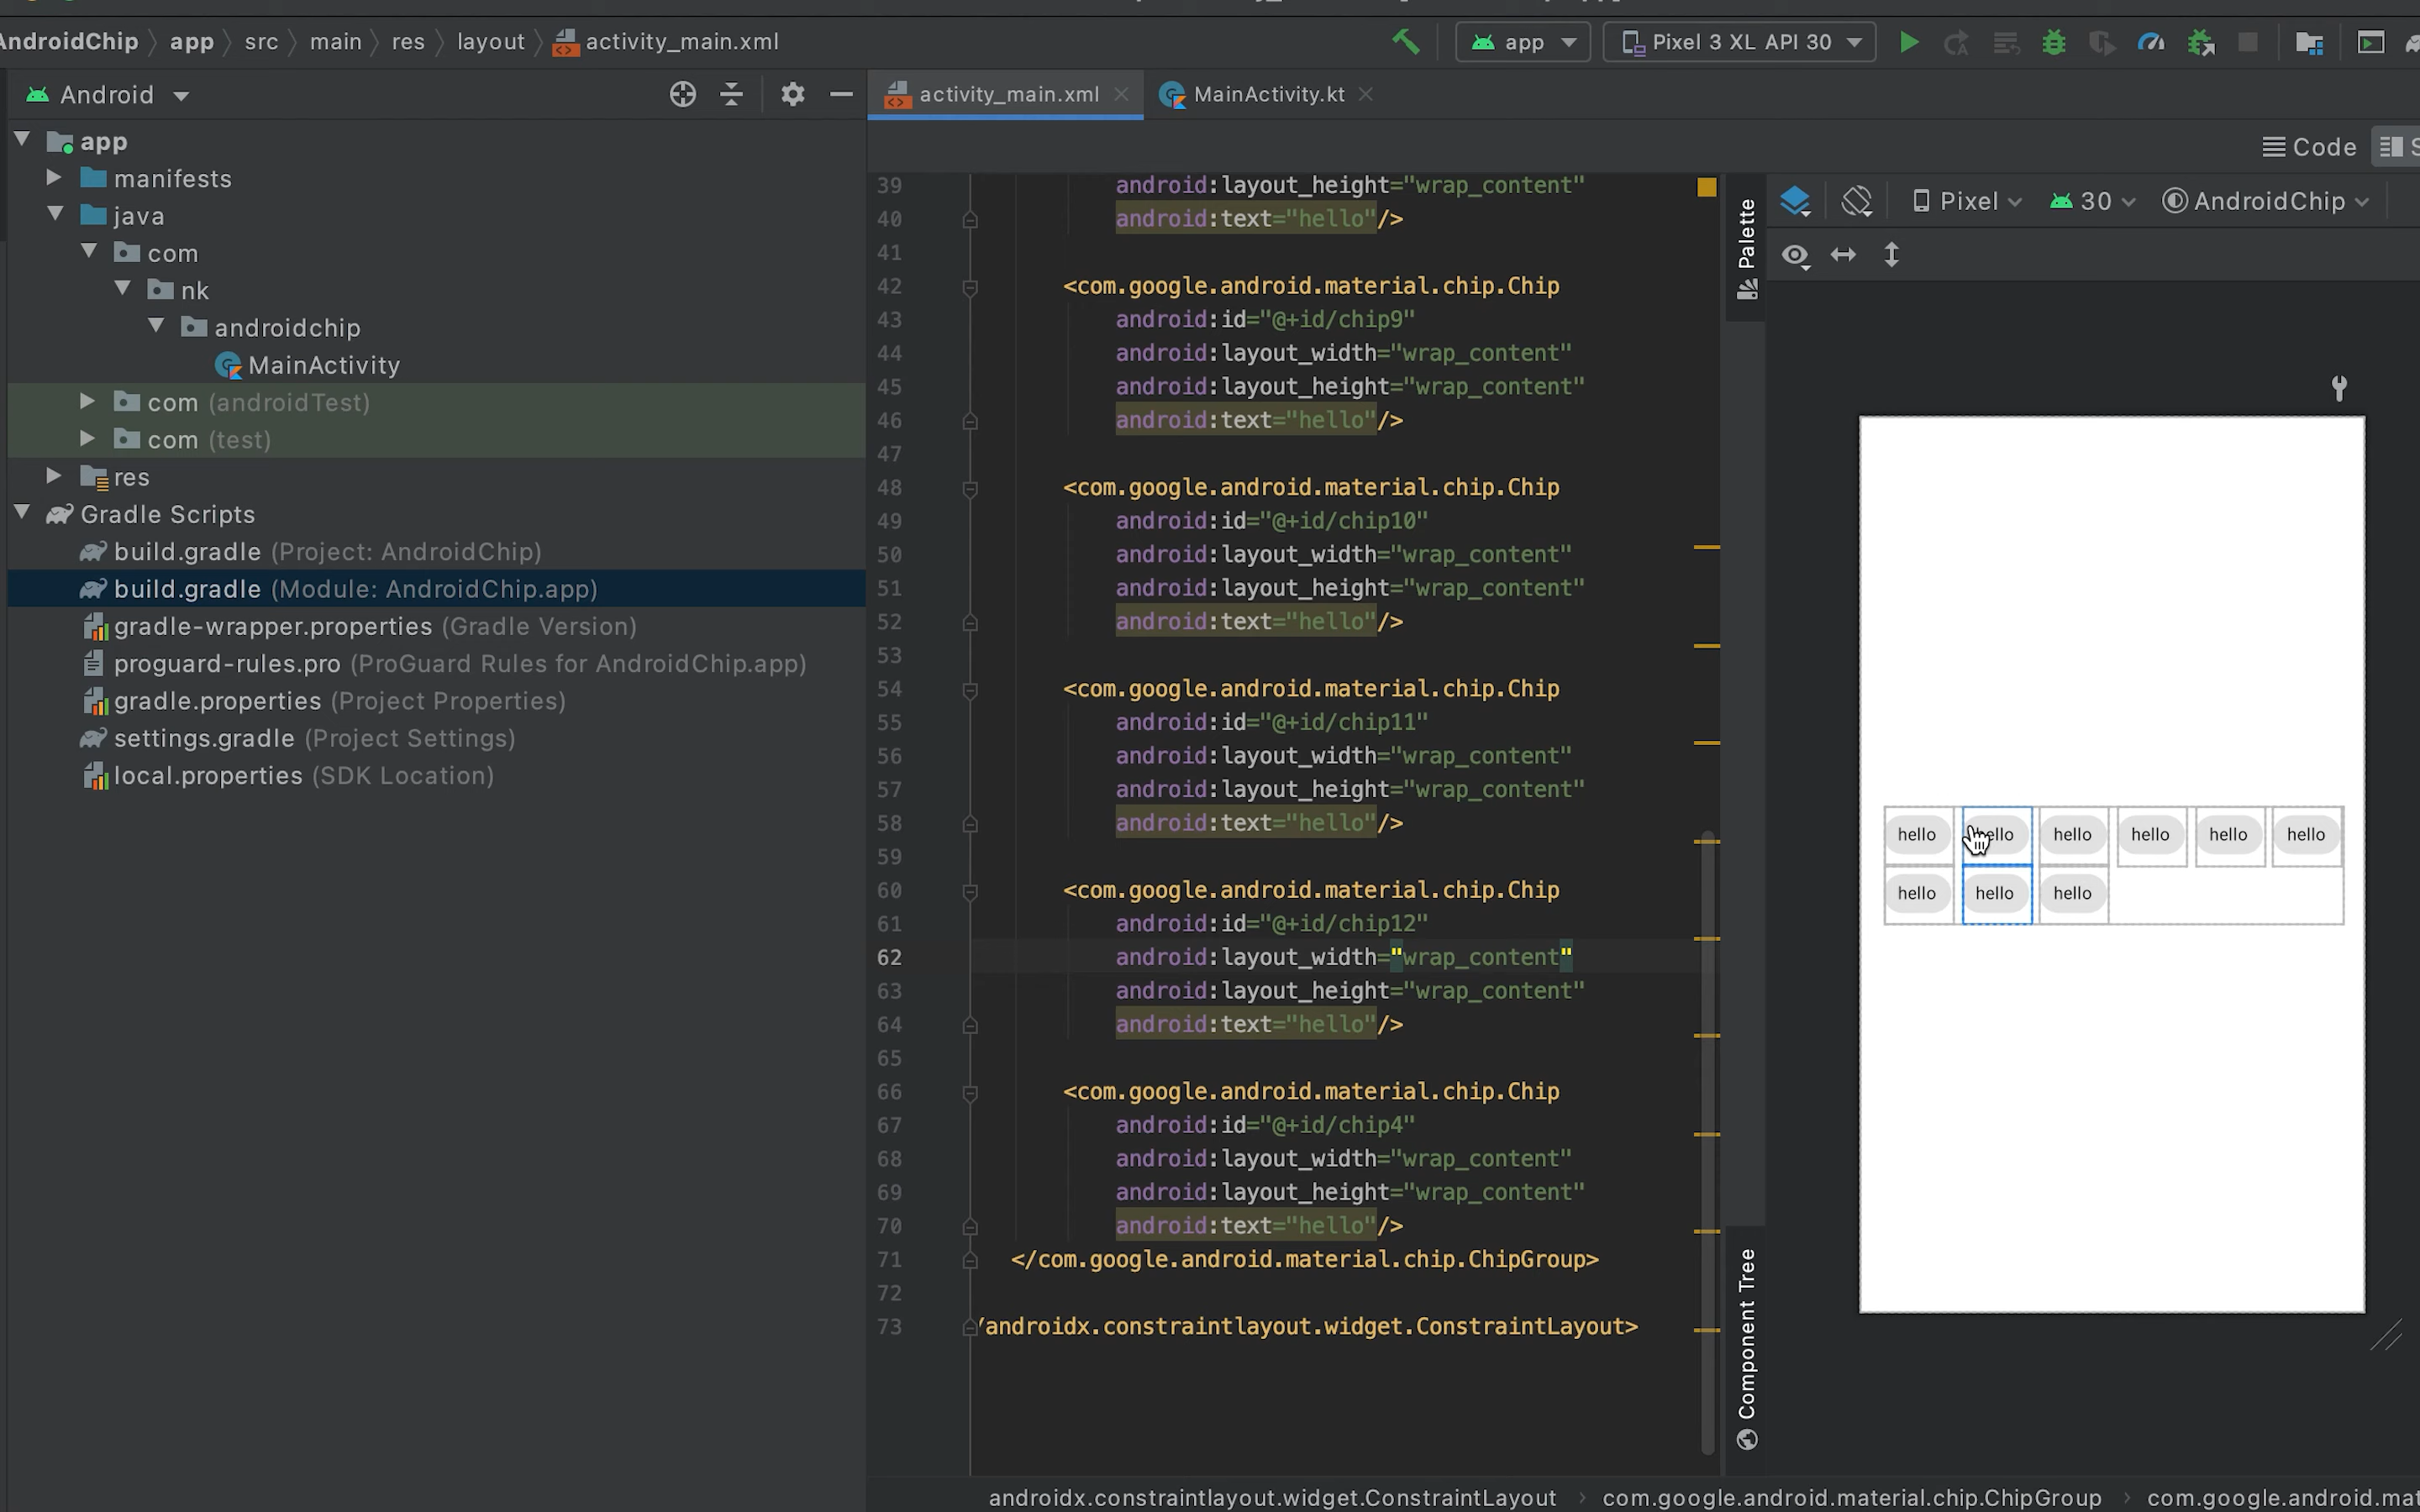 AndroidChip app src main res layout activity_main.xml
app Pixel 3 XL API 30
Android
activity_main.xml
MainActivity.kt
app
manifests
java
com
nk
androidchip
MainActivity
com (androidTest)
com (test)
res
Gradle Scripts
build.gradle (Project: AndroidChip)
build.gradle (Module: AndroidChip.app)
gradle-wrapper.properties (Gradle Version)
proguard-rules.pro (ProGuard Rules for AndroidChip.app)
gradle.properties (Project Properties)
settings.gradle (Project Settings)
local.properties (SDK Location)
Code
39 android:layout_height="wrap_content"
40 android:text="hello"/>
41
42 <com.google.android.material.chip.Chip
43 android:id="@+id/chip9"
44 android:layout_width="wrap_content"
45 android:layout_height="wrap_content"
46 android:text="hello"/>
47
48 <com.google.android.material.chip.Chip
49 android:id="@+id/chip10"
50 android:layout_width="wrap_content"
51 android:layout_height="wrap_content"
52 android:text="hello"/>
53
54 <com.google.android.material.chip.Chip
55 android:id="@+id/chip11"
56 android:layout_width="wrap_content"
57 android:layout_height="wrap_content"
58 android:text="hello"/>
59
60 <com.google.android.material.chip.Chip
61 android:id="@+id/chip12"
62 android:layout_width="wrap_content"
63 android:layout_height="wrap_content"
64 android:text="hello"/>
65
66 <com.google.android.material.chip.Chip
67 android:id="@+id/chip4"
68 android:layout_width="wrap_content"
69 android:layout_height="wrap_content"
70 android:text="hello"/>
71 </com.google.android.material.chip.ChipGroup>
72
73 /androidx.constraintlayout.widget.ConstraintLayout>
Palette
Component Tree
Pixel 30 AndroidChip
hello hello hello hello hello hello
hello hello hello
androidx.constraintlayout.widget.ConstraintLayout com.google.android.material.chip.ChipGroup com.google.android.mat